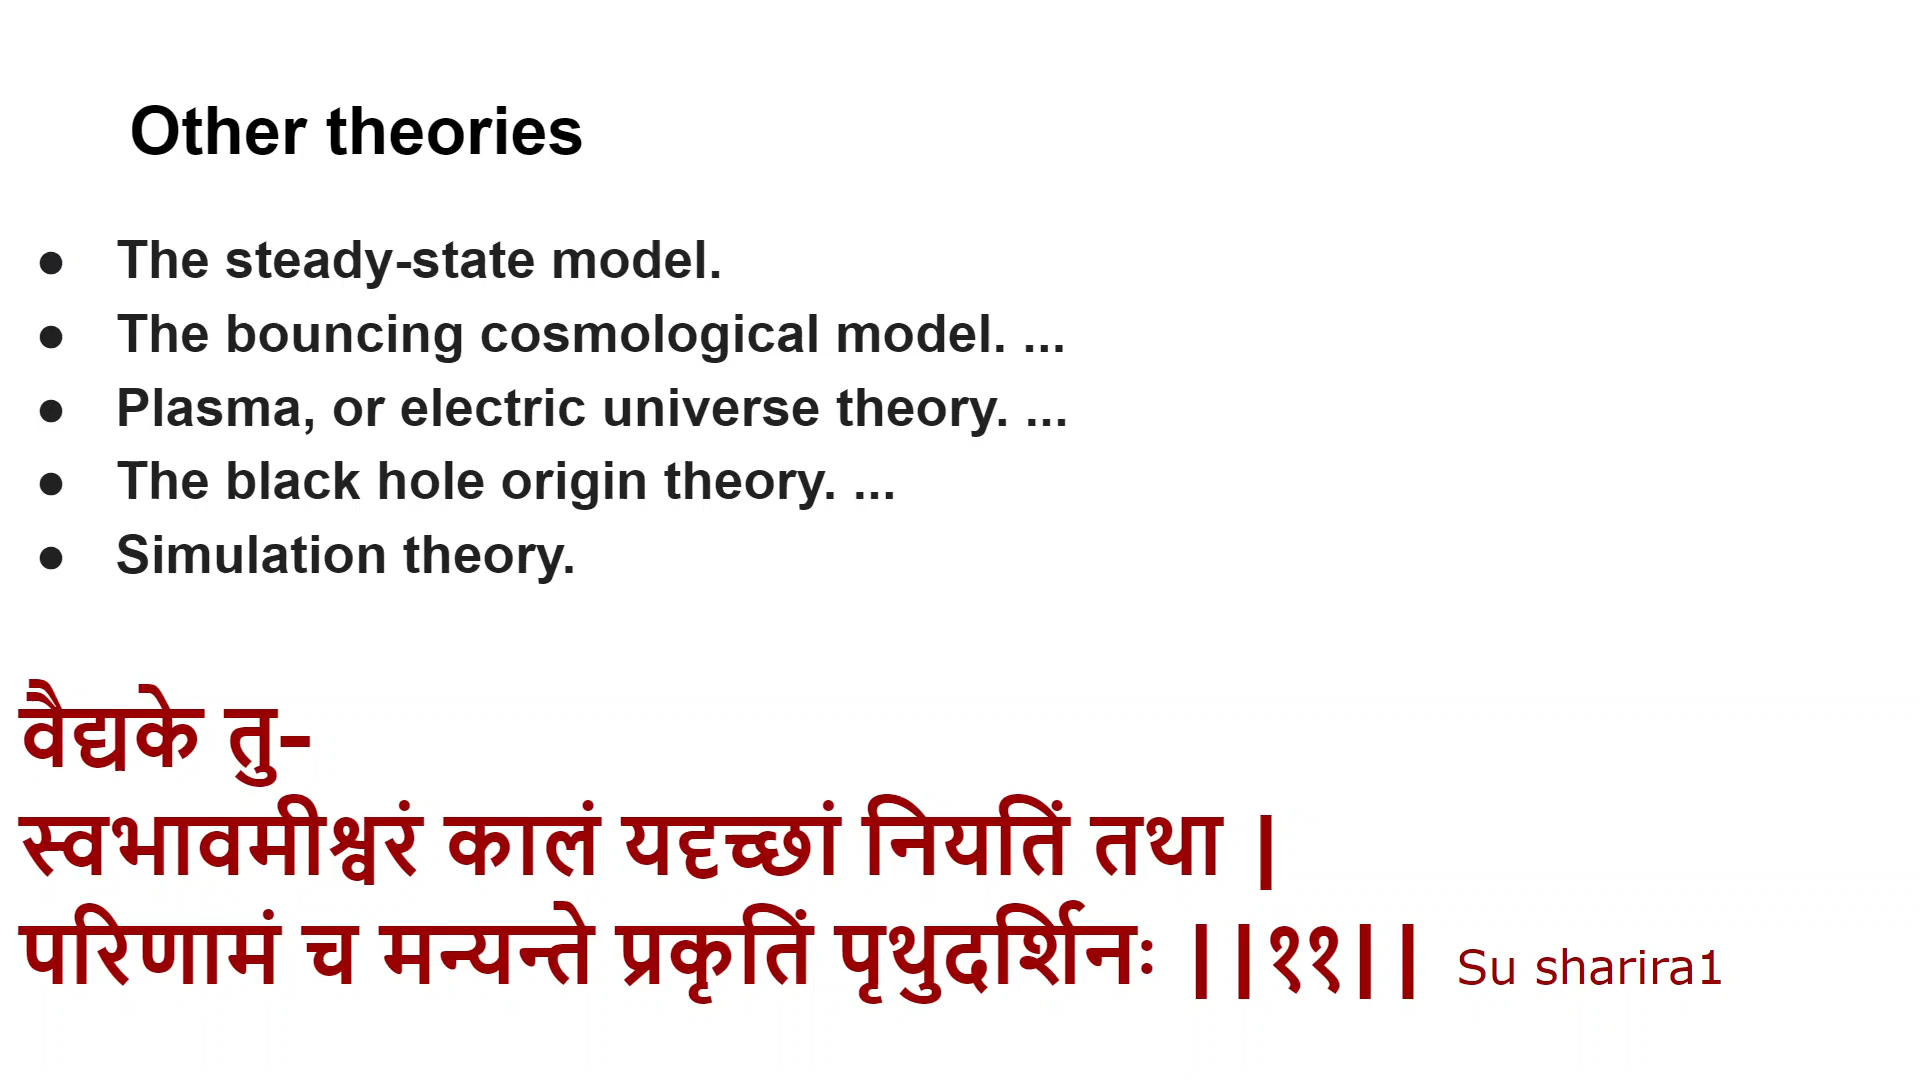 Other theories
● The steady-state model.
● The bouncing cosmological model. ...
● Plasma, or electric universe theory. ...
● The black hole origin theory. ...
● Simulation theory.
वैद्यके तु-
स्वभावमीश्वरं कालं यदृच्छां नियतिं तथा |
परिणामं च मन्यन्ते प्रकृतिं पृथुदर्शिनः ||११|| Su sharira1